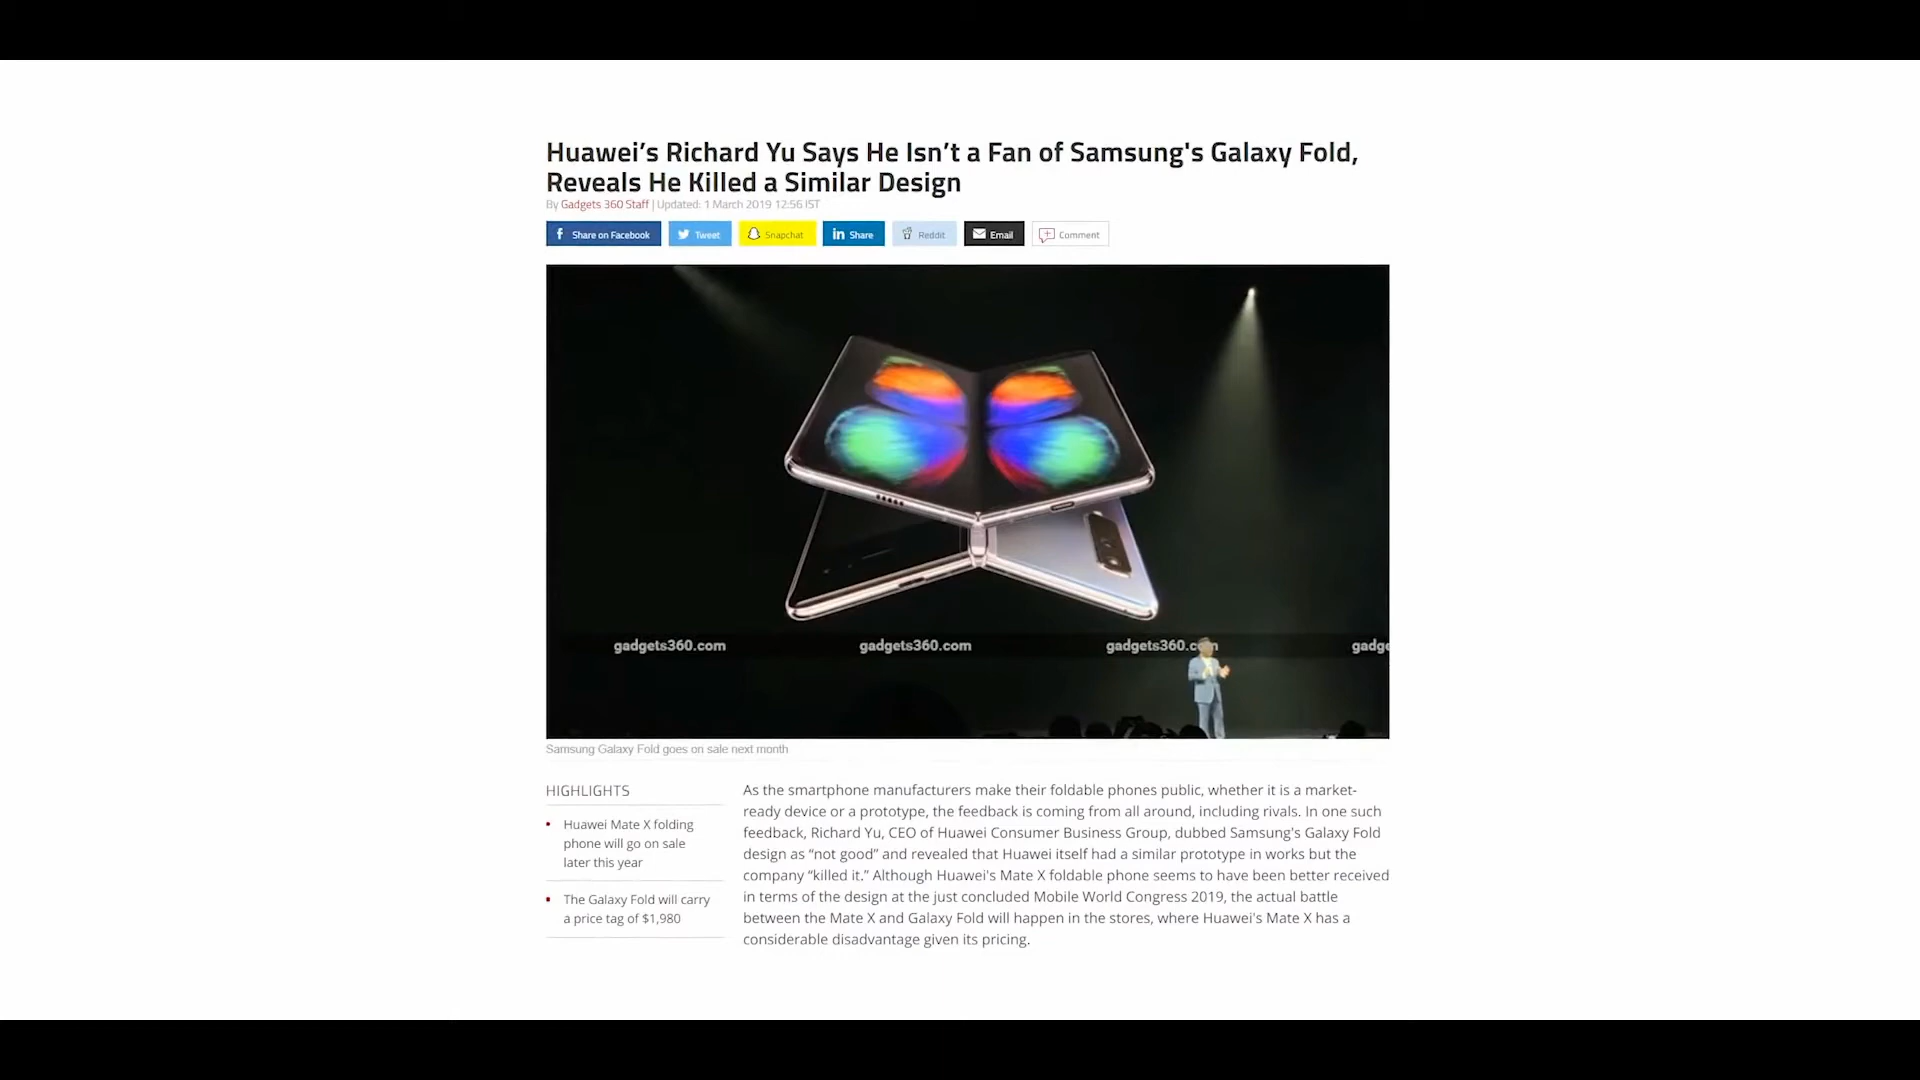 Huawei’s Richard Yu Says He Isn’t a Fan of Samsung's Galaxy Fold,
Reveals He Killed a Similar Design
By Gadgets 360 Staff | Updated: 1 March 2019 12:56 IST
Share on Facebook
Tweet
Snapchat
in Share
Reddit
Email
Comment
gadgets360.com gadgets360.com gadgets360.com gadge
Samsung Galaxy Fold goes on sale next month
HIGHLIGHTS
Huawei Mate X folding
phone will go on sale
later this year
The Galaxy Fold will carry
a price tag of $1,980
As the smartphone manufacturers make their foldable phones public, whether it is a market-
ready device or a prototype, the feedback is coming from all around, including rivals. In one such
feedback, Richard Yu, CEO of Huawei Consumer Business Group, dubbed Samsung's Galaxy Fold
design as “not good” and revealed that Huawei itself had a similar prototype in works but the
company “killed it.” Although Huawei's Mate X foldable phone seems to have been better received
in terms of the design at the just concluded Mobile World Congress 2019, the actual battle
between the Mate X and Galaxy Fold will happen in the stores, where Huawei's Mate X has a
considerable disadvantage given its pricing.